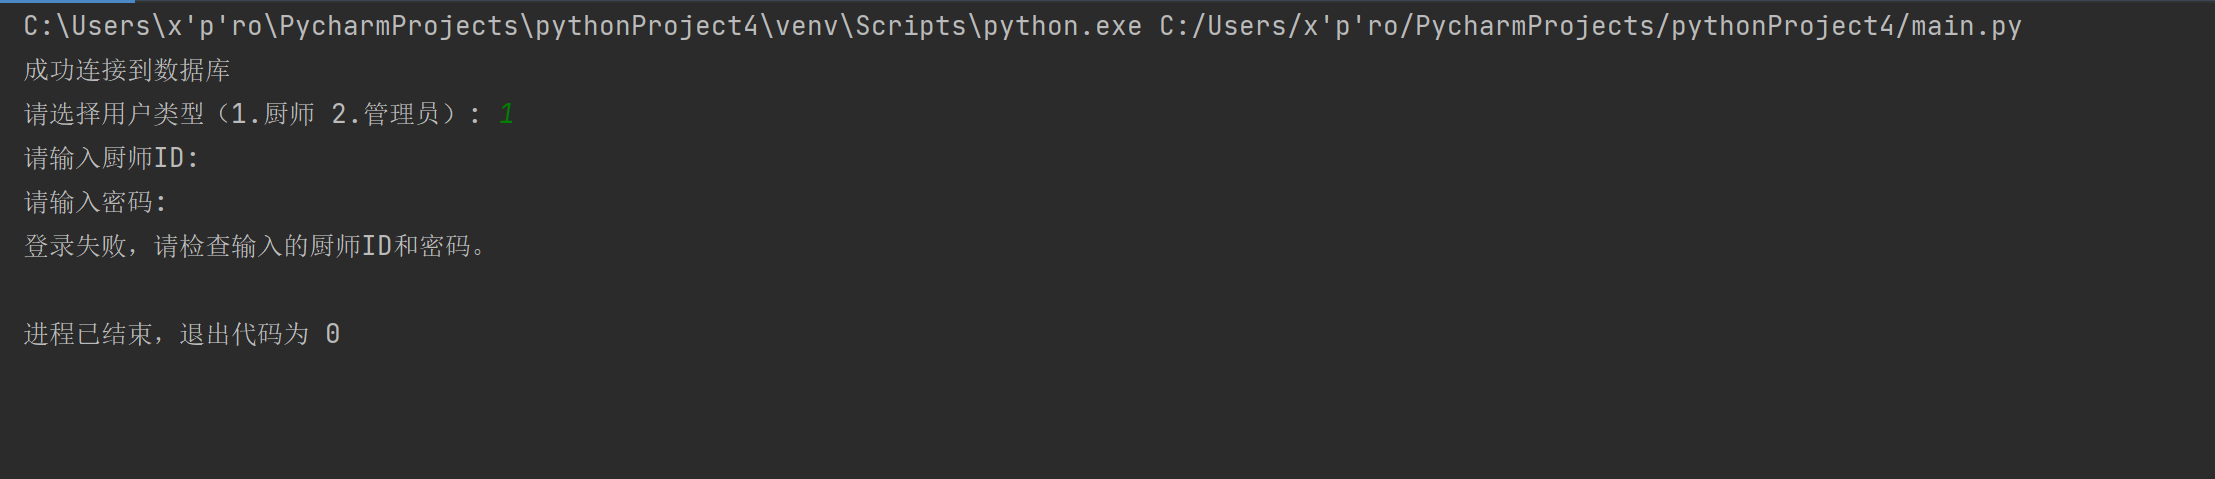 C:\Users\x'p'ro\PycharmProjects\pythonProject4\venv\Scripts\python.exe C:/Users/x'p'ro/PycharmProjects/pythonProject4/main.py
成功连接到数据库
请选择用户类型（1.厨师 2.管理员）: 1
请输入厨师ID:
请输入密码:
登录失败，请检查输入的厨师ID和密码。
进程已结束，退出代码为 0